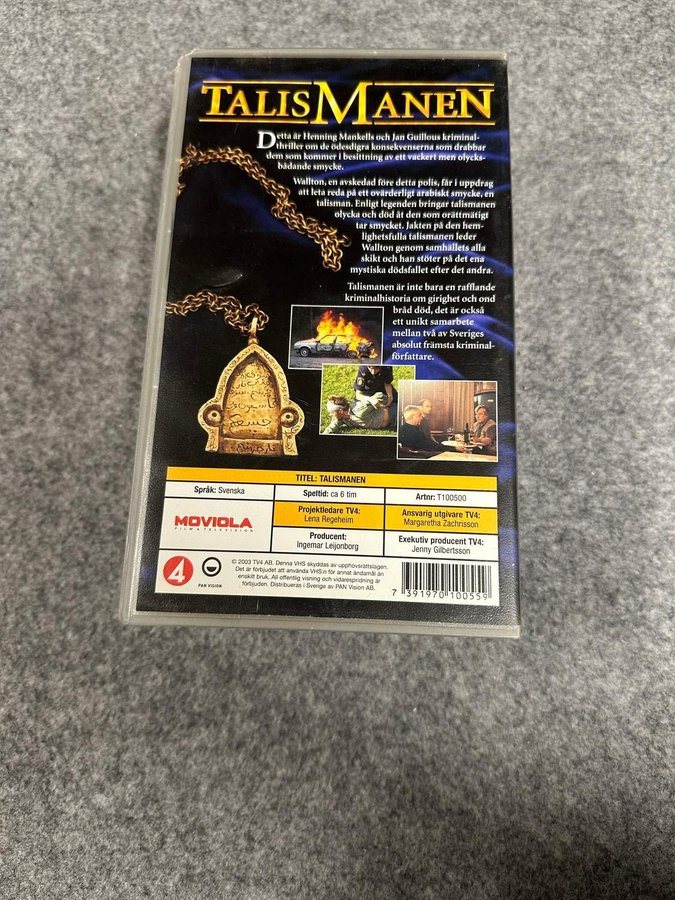 TALISMANEN
Detta är Henning Mankells och Jan Guillous kriminal-
thriller om de ödesdigra konsekvenserna som drabbar
dem som kommer i besittning av ett vackert men olycks-
bådande smycke.
Wallton, en avskedad före detta polis, får i uppdrag
att leta reda på ett ovärderligt arabiskt smycke, en
talisman. Enligt legenden bringar talismanen
olycka och död åt den som orättmätigt
tar smycket. Jakten på den hem-
lighetsfulla talismanen leder
Wallton genom samhällets alla
skikt och han stöter på det ena
mystiska dödsfallet efter det andra.
Talismanen är inte bara en rafflande
kriminalhistoria om girighet och ond
bråd död, det är också
ett unikt samarbete
mellan två av Sveriges
absolut främsta kriminal-
författare.
TITEL: TALISMANEN
Språk: Svenska
Speltid: ca 6 tim
Artnr: T100500
MOVIOLA
FILM & TELEVISION
Projektledare TV4:
Lena Regeheim
Ansvarig utgivare TV4:
Margaretha Zachrisson
Producent:
Ingemar Leijonborg
Exekutiv producent TV4:
Jenny Gilbertsson
4
PAN VISION
© 2003 TV4 AB. Denna VHS skyddas av upphovsrättslagen.
Det är förbjudet att använda VHS:n för annat ändamål än
enskilt bruk. All offentlig visning och vidarespridning är
förbjuden. Distribueras i Sverige av PAN Vision AB.
7 391970 100559